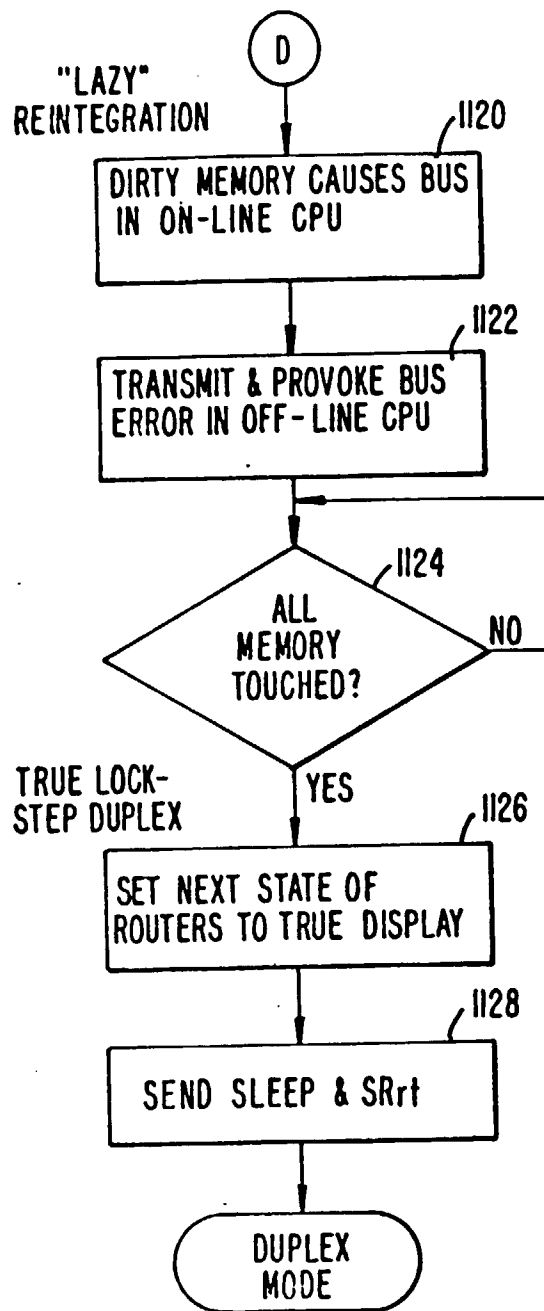 D
"LAZY"
REINTEGRATION
1120
DIRTY MEMORY CAUSES BUS
IN ON-LINE CPU
1122
TRANSMIT & PROVOKE BUS
ERROR IN OFF-LINE CPU
1124
ALL
MEMORY
TOUCHED?
NO
TRUE LOCK-
STEP DUPLEX
YES
1126
SET NEXT STATE OF
ROUTERS TO TRUE DISPLAY
1128
SEND SLEEP & SRrt
DUPLEX
MODE